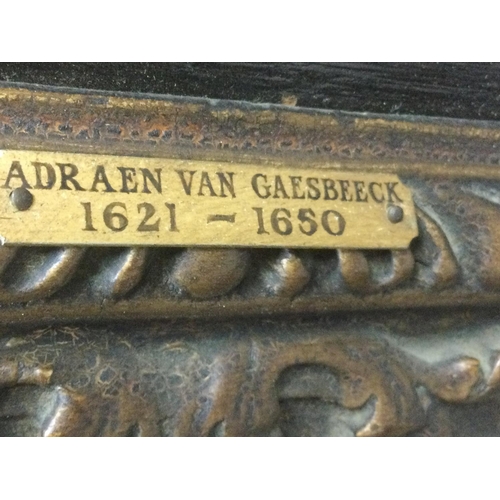 ADRAEN VAN GAESBEECK
1621 - 1650